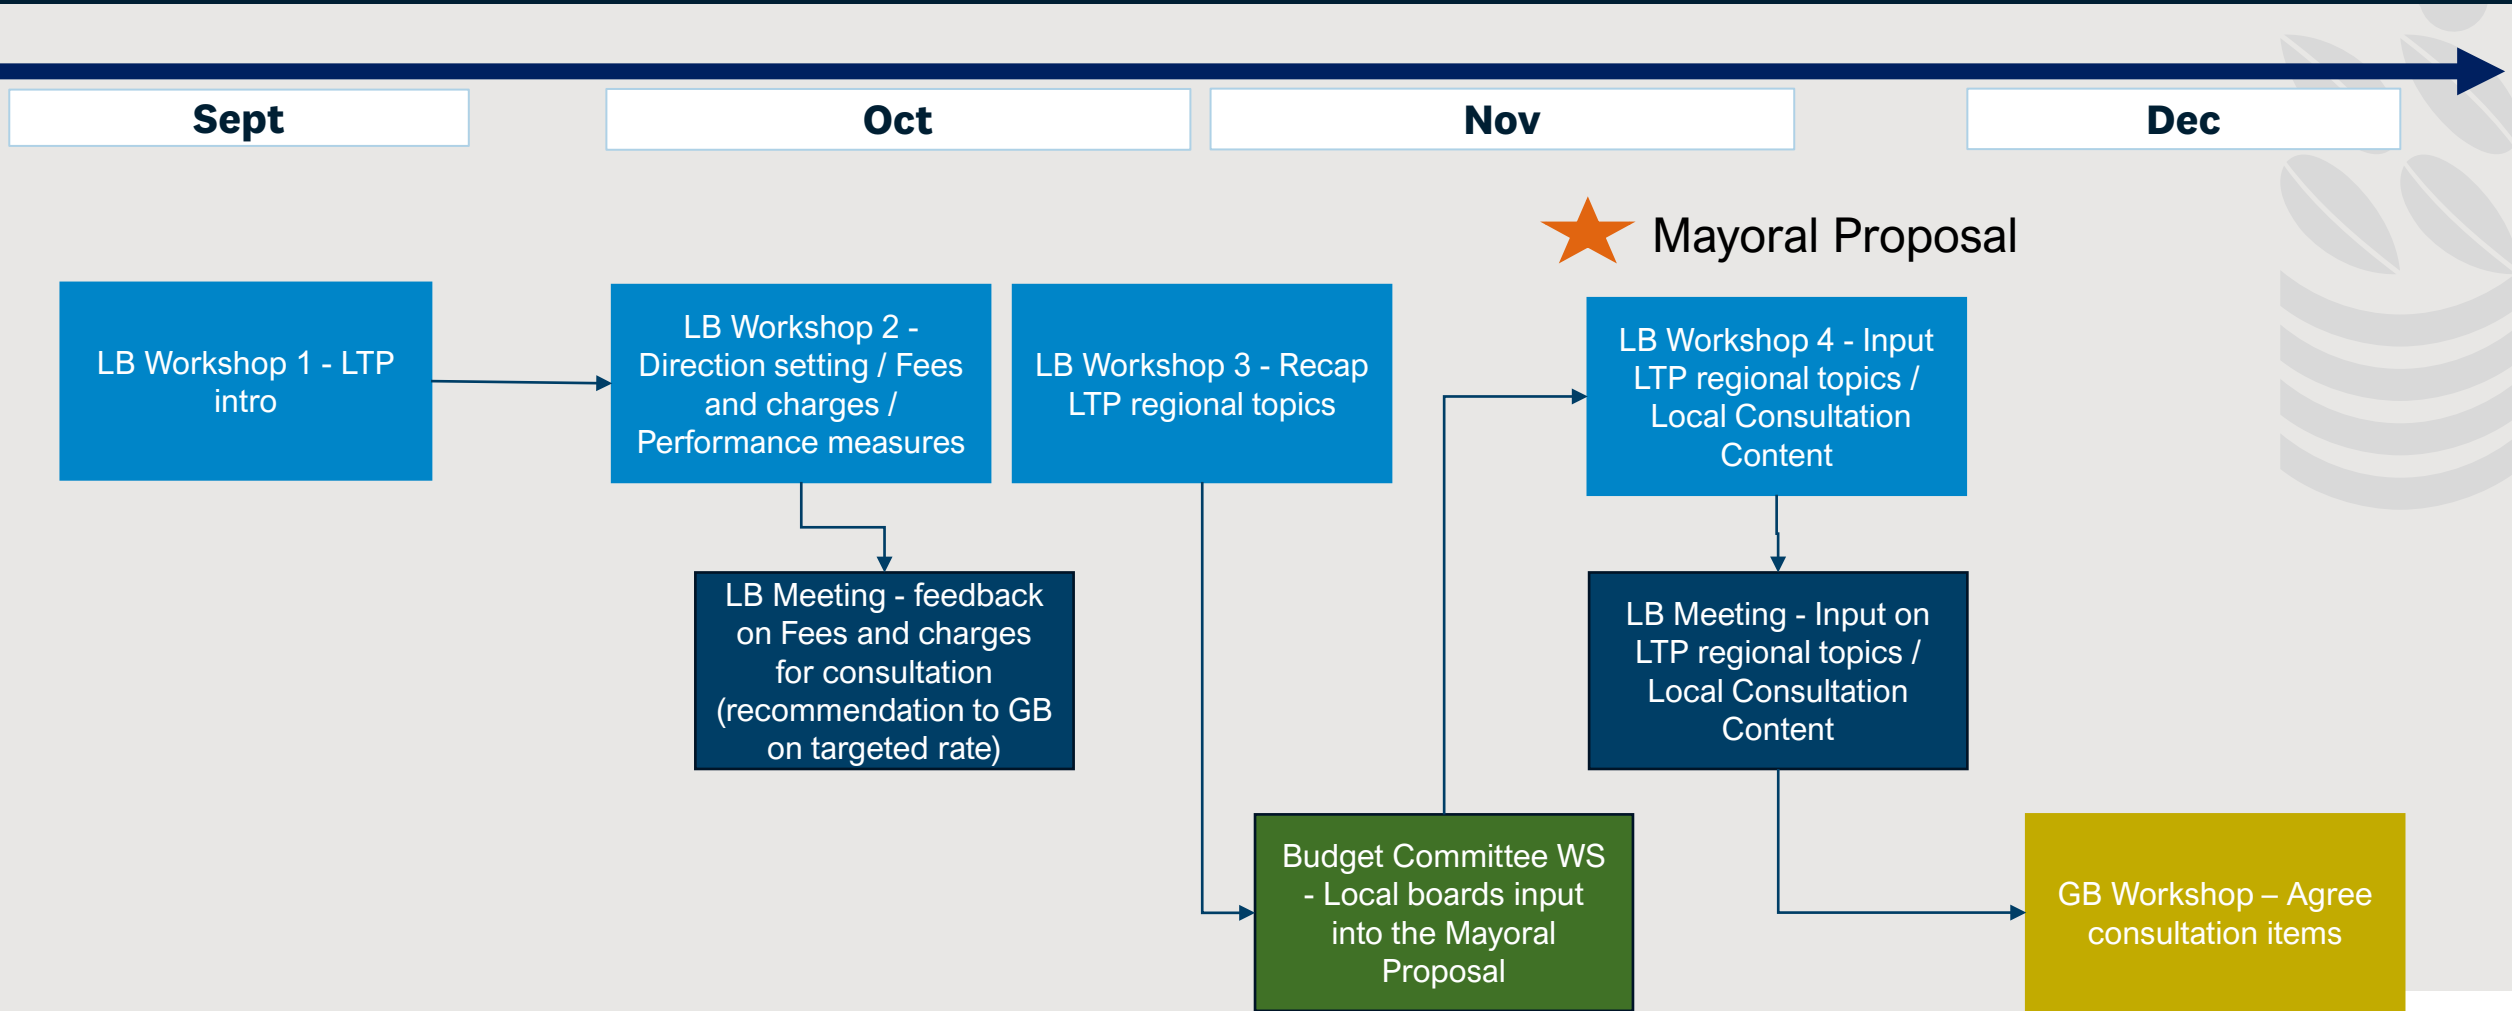 Sept
Oct
Nov
Dec
Mayoral Proposal
LB Workshop 1 - LTP
intro
LB Workshop 2 -
Direction setting / Fees
and charges /
Performance measures
LB Workshop 3 - Recap
LTP regional topics
LB Workshop 4 - Input
LTP regional topics /
Local Consultation
Content
LB Meeting - feedback
on Fees and charges
for consultation
(recommendation to GB
on targeted rate)
LB Meeting - Input on
LTP regional topics /
Local Consultation
Content
Budget Committee WS
- Local boards input
into the Mayoral
Proposal
GB Workshop – Agree
consultation items